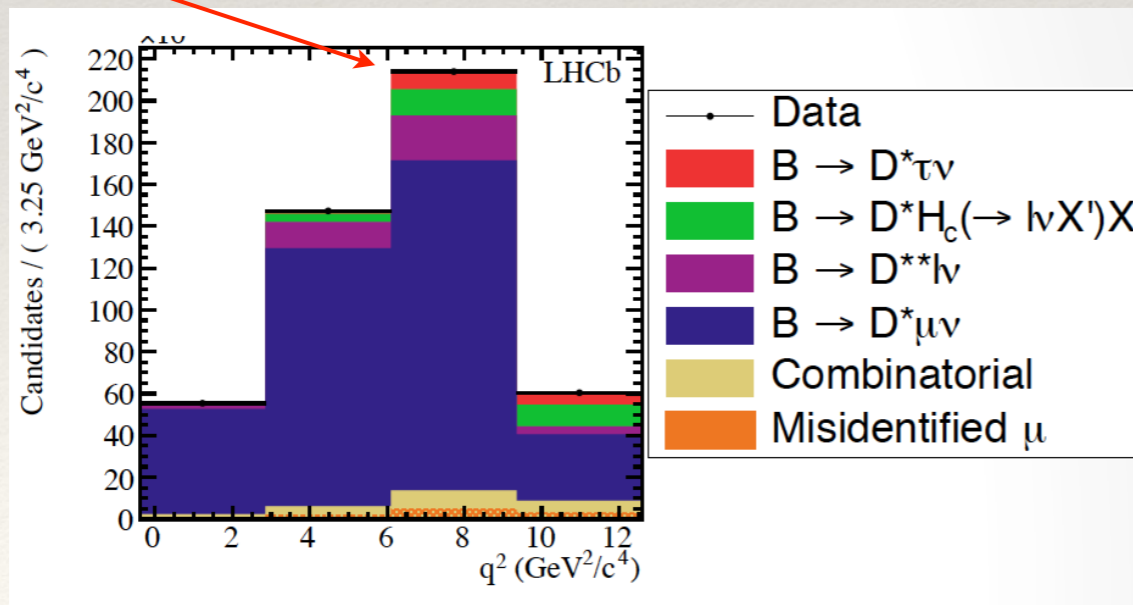 220
200
180
160
140
120
100
80
60
40
20
0
Candidates / ( 3.25 GeV²/c⁴ )
LHCb
0 2 4 6 8 10 12
q² (GeV²/c⁴)
Data
B → D*τν
B → D*H_c(→ lνX')X
B → D**lν
B → D*μν
Combinatorial
Misidentified μ